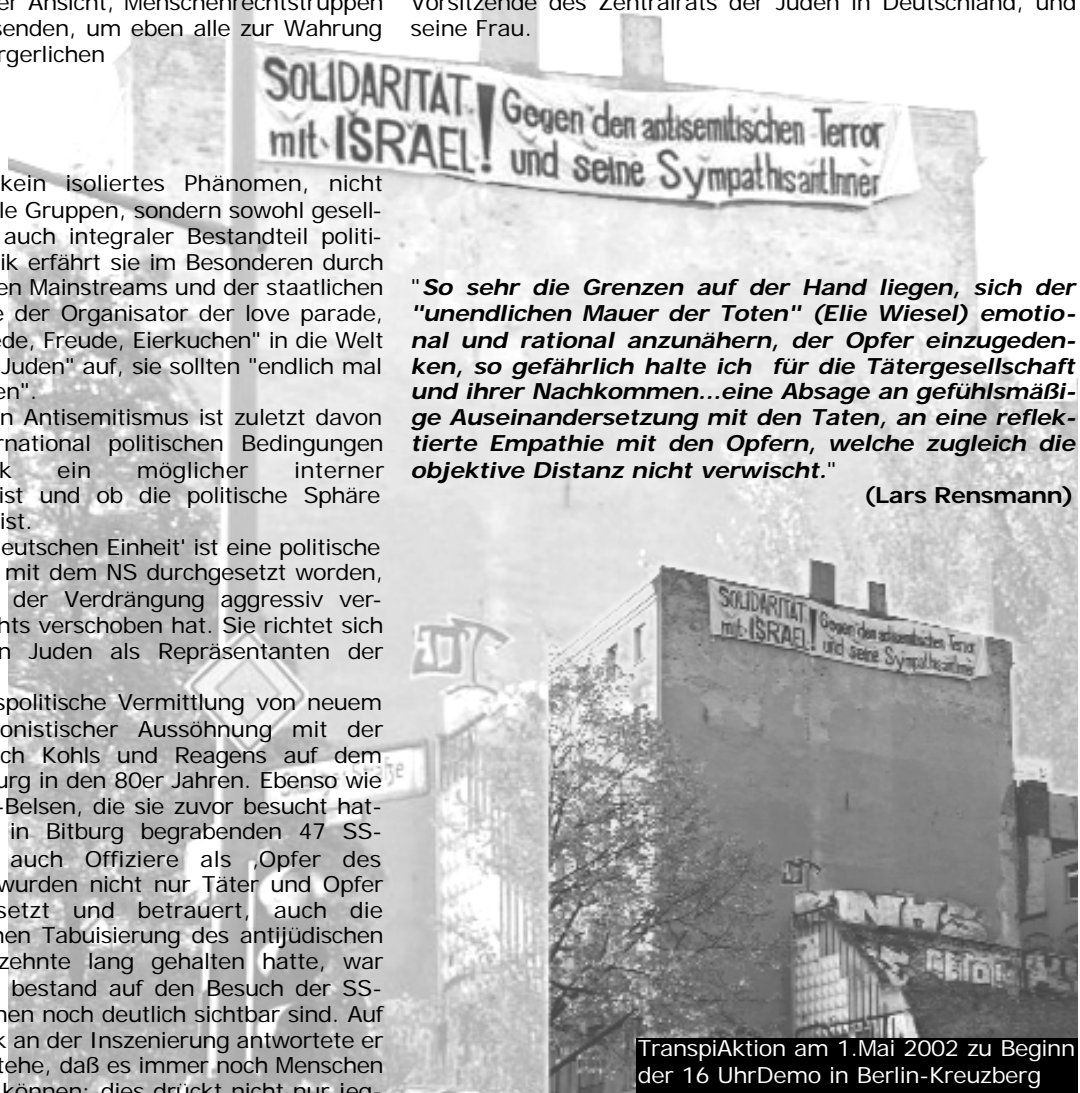 er Ansicht, Menschenrechtstruppen
senden, um eben alle zur Wahrung
rgerlichen
kein isoliertes Phänomen, nicht
le Gruppen, sondern sowohl gesell-
auch integraler Bestandteil politi-
ik erfährt sie im Besonderen durch
en Mainstreams und der staatlichen
e der Organisator der love parade,
ede, Freude, Eierkuchen" in die Welt
Juden" auf, sie sollten "endlich mal
en".
n Antisemitismus ist zuletzt davon
rnational politischen Bedingungen
k ein möglicher interner
ist und ob die politische Sphäre
ist.
eutschen Einheit' ist eine politische
mit dem NS durchgesetzt worden,
der Verdrängung aggressiv ver-
hts verschoben hat. Sie richtet sich
n Juden als Repräsentanten der
spolitische Vermittlung von neuem
onistischer Aussöhnung mit der
ch Kohls und Reagens auf dem
urg in den 80er Jahren. Ebenso wie
-Belsen, die sie zuvor besucht hat-
in Bitburg begrabenden 47 SS-
auch Offiziere als ‚Opfer des
wurden nicht nur Täter und Opfer
setzt und betrauert, auch die
hen Tabuisierung des antijüdischen
zehnte lang gehalten hatte, war
bestand auf den Besuch der SS-
hen noch deutlich sichtbar sind. Auf
k an der Inszenierung antwortete er
tehe, daß es immer noch Menschen
können; dies drückt nicht nur jeg-
Vorsitzende des Zentralrats der Juden in Deutschland, und
seine Frau.
SOLIDARITÄT
mit ISRAEL!
Gegen den antisemitischen Terror
und seine SympathisantInnen
"So sehr die Grenzen auf der Hand liegen, sich der
"unendlichen Mauer der Toten" (Elie Wiesel) emotio-
nal und rational anzunähern, der Opfer einzugeden-
ken, so gefährlich halte ich für die Tätergesellschaft
und ihrer Nachkommen...eine Absage an gefühlsmäßi-
ge Auseinandersetzung mit den Taten, an eine reflek-
tierte Empathie mit den Opfern, welche zugleich die
objektive Distanz nicht verwischt."
(Lars Rensmann)
SOLIDARITÄT
mit ISRAEL!
Gegen den antisemitischen Terror
und seine SympathisantInnen
TranspiAktion am 1.Mai 2002 zu Beginn
der 16 UhrDemo in Berlin-Kreuzberg